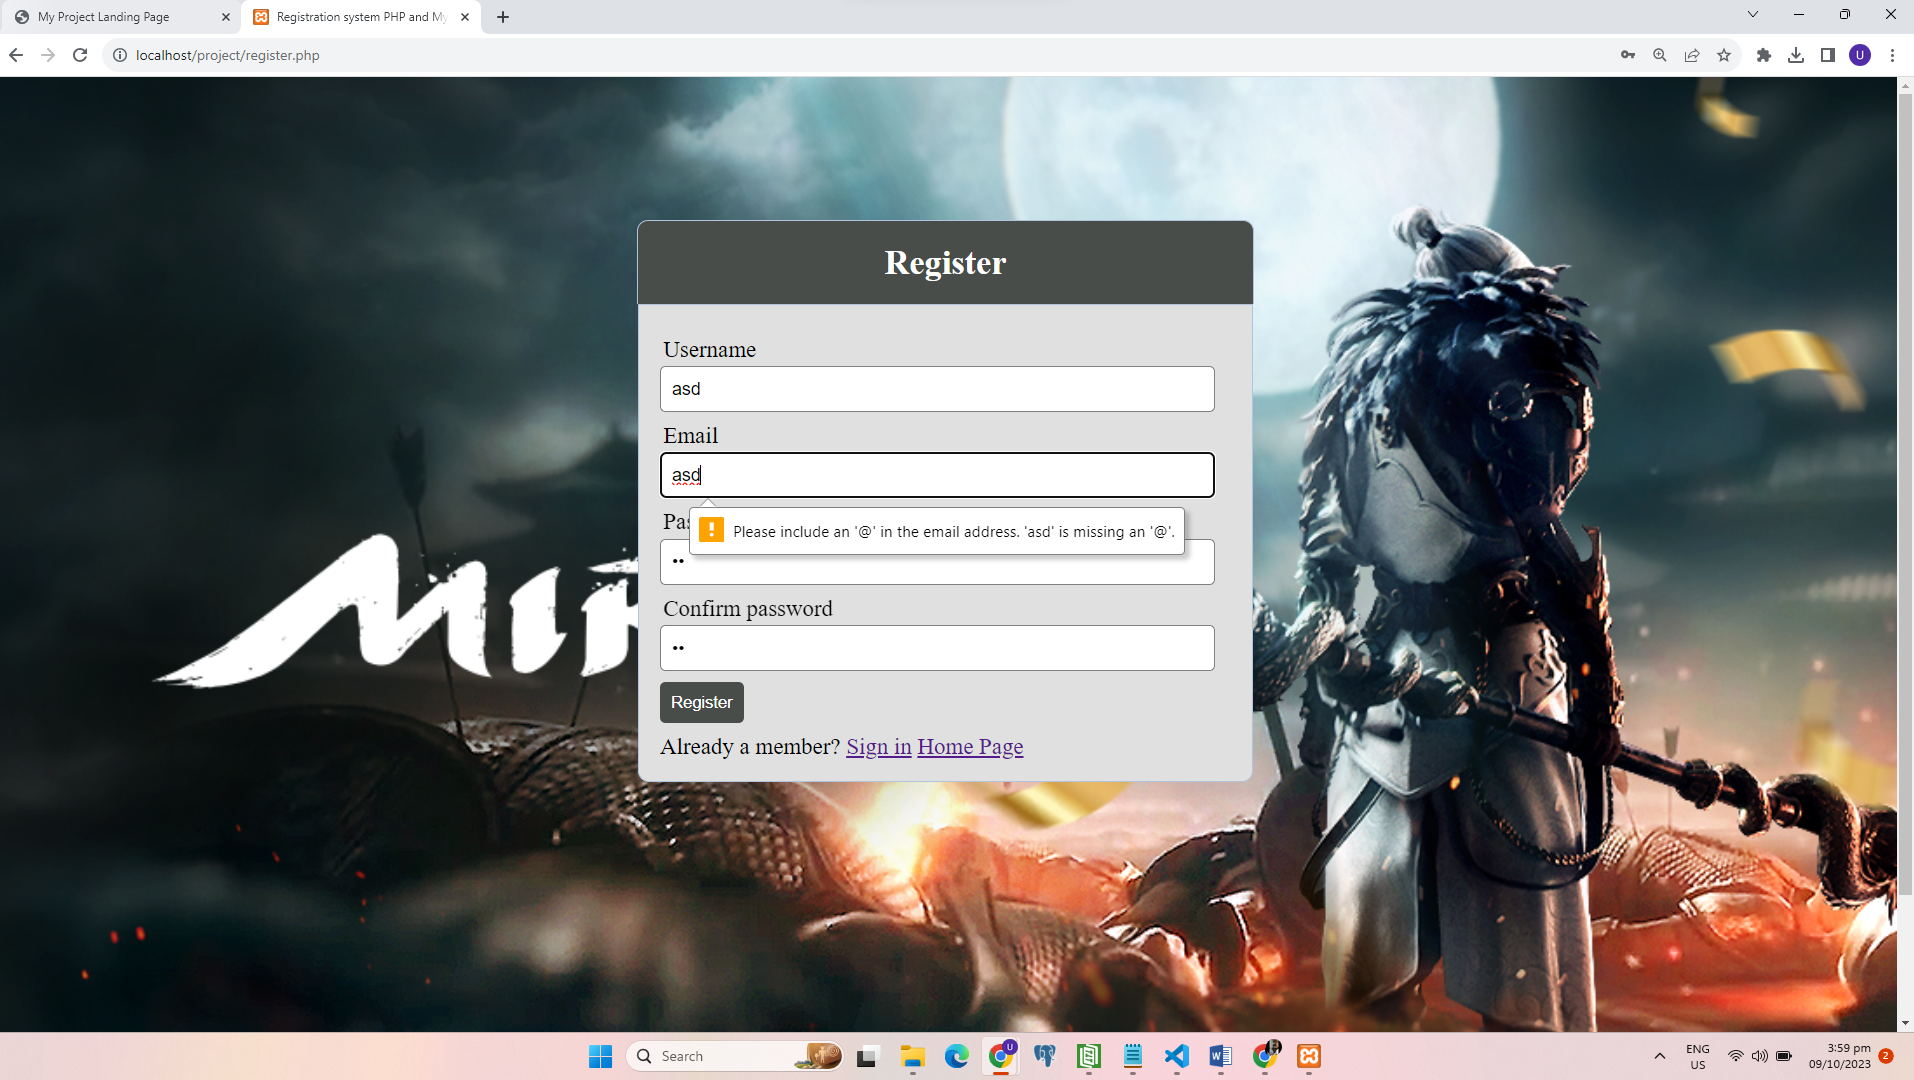 My Project Landing Page
Registration system PHP and My
localhost/project/register.php
U
Register
Username
asd
Email
asd
Pas
Please include an '@' in the email address. 'asd' is missing an '@'.
Confirm password
Register
Already a member? Sign in Home Page
Search
U
ENG
US
3:59 pm
09/10/2023
2